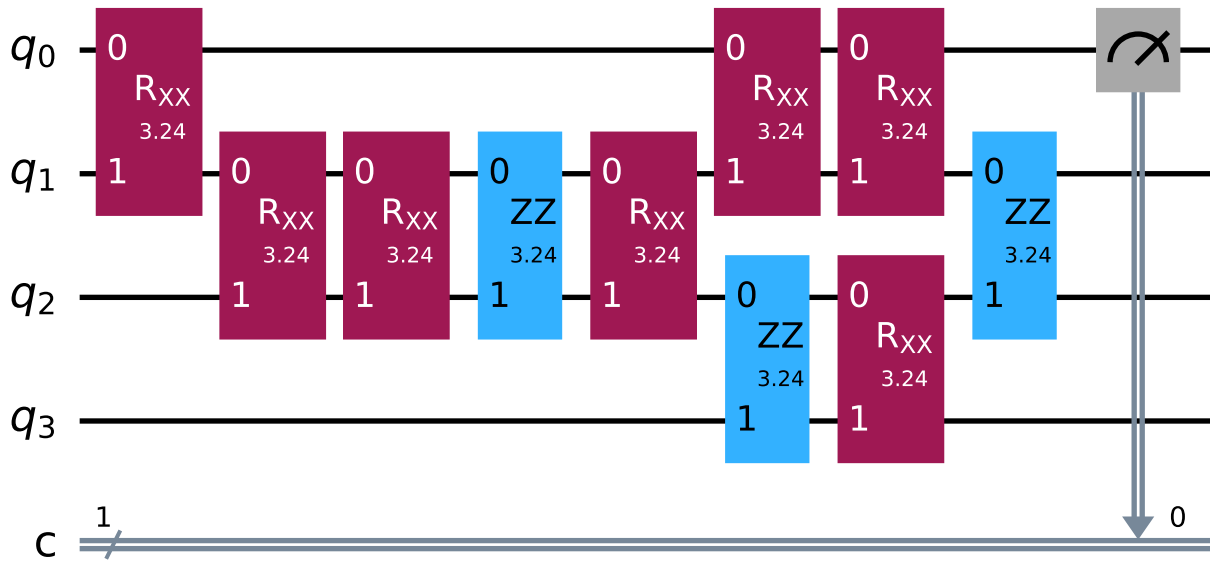 q0 0 0 0
RXX RXX RXX
3.24 3.24 3.24
q1 1 0 0 0 0 1 1 0
RXX RXX ZZ RXX ZZ
3.24 3.24 3.24 3.24 3.24
q2 1 1 1 1 0 0 1
ZZ RXX
3.24 3.24
q3 1 1
1 0
c